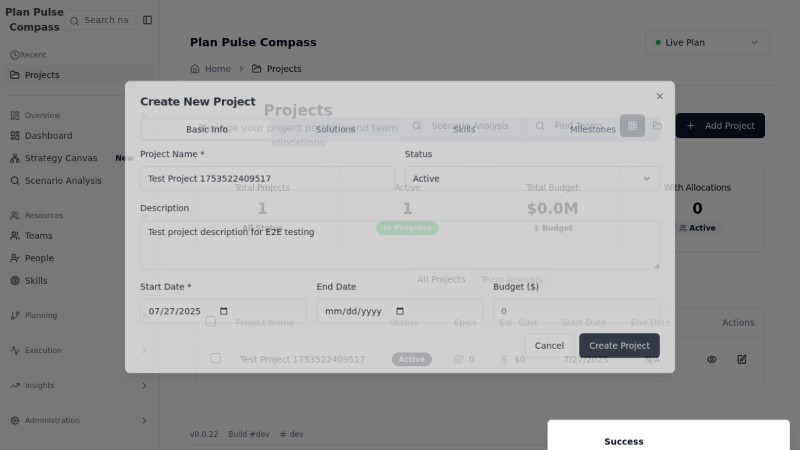 Plan Pulse
Compass
Search na
Recent
Projects
Overview
Dashboard
Strategy Canvas
New
Scenario Analysis
Resources
Teams
People
Skills
Planning
Execution
Insights
Administration
Plan Pulse Compass
Live Plan
Home
Projects
Projects
Manage your project portfolio and team
allocations
Scenario Analysis
Find Teams
Add Project
Total Projects
1
All Status
Active
1
In Progress
Total Budget
$0.0M
$ Budget
With Allocations
0
Active
All Projects
Team Analysis
Project Name
Status
Epics
Est. Cost
Start Date
End Date
Actions
Test Project 1753522409517
Active
0
$0
7/27/2025
N/A
v0.0.22
Build #dev
# dev
Create New Project
Basic Info
Solutions
Skills
Milestones
Project Name *
Status
Test Project 1753522409517
Active
Description
Test project description for E2E testing
Start Date *
End Date
Budget ($)
07/27/2025
mm/dd/yyyy
0
Cancel
Create Project
Success